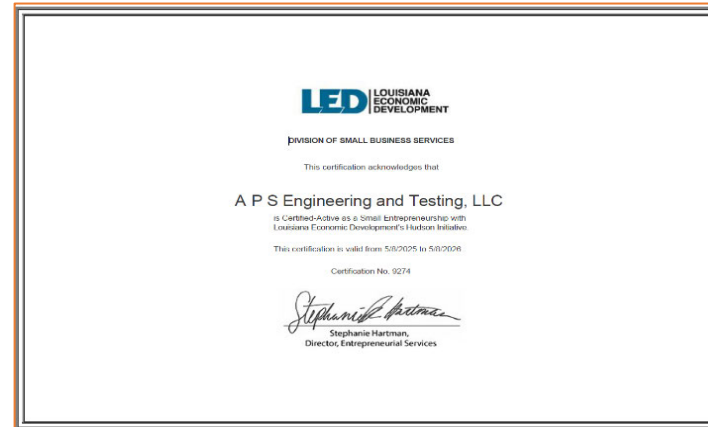 LED LOUISIANA
ECONOMIC
DEVELOPMENT
DIVISION OF SMALL BUSINESS SERVICES
This certification acknowledges that
A P S Engineering and Testing, LLC
is Certified-Active as a Small Entrepreneurship with
Louisiana Economic Development's Hudson Initiative
This certification is valid from 5/8/2025 to 5/8/2026
Certification No. 9274
Stephanie Hartman
Stephanie Hartman,
Director, Entrepreneurial Services